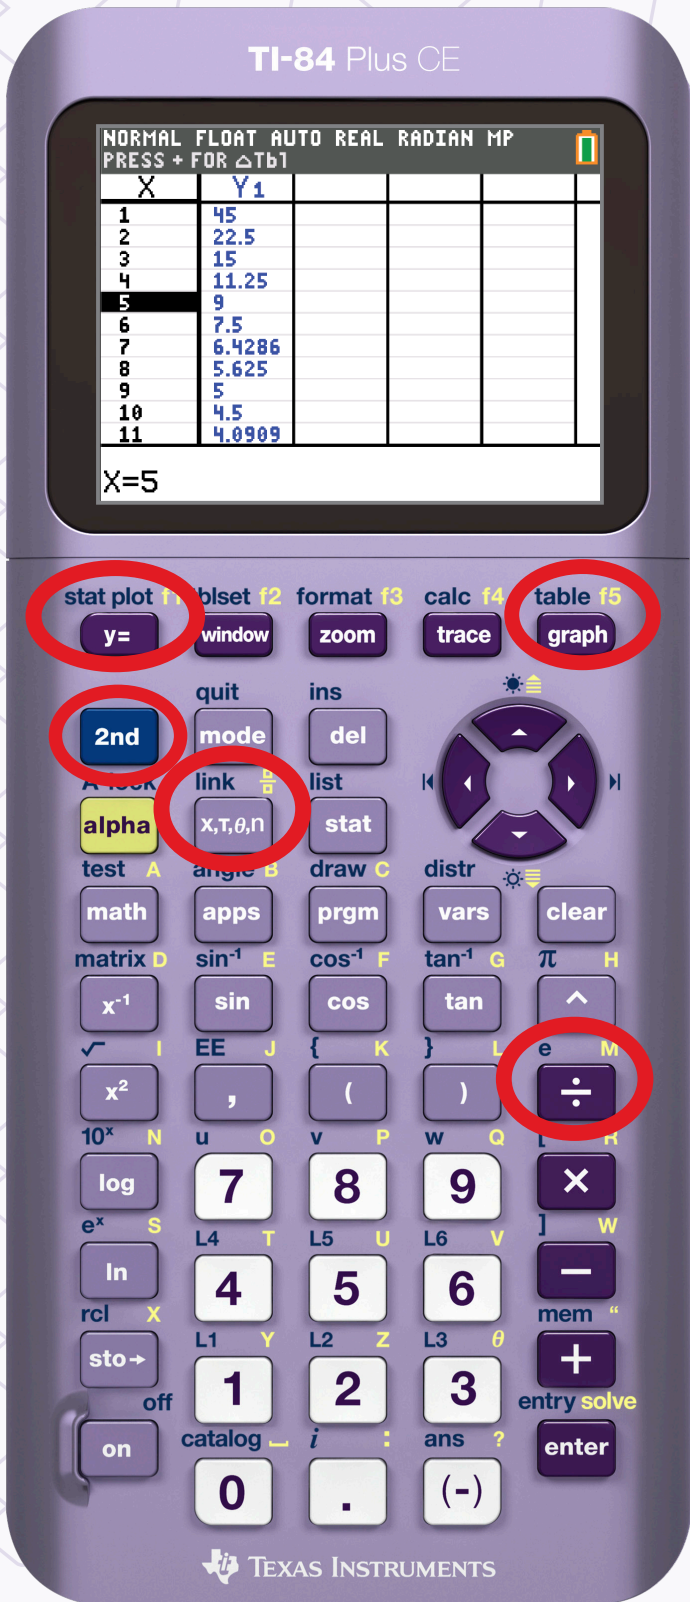 TI-84 Plus CE
NORMAL FLOAT AUTO REAL RADIAN MP
PRESS + FOR △Tbl
X Y1
1 45
2 22.5
3 15
4 11.25
5 9
6 7.5
7 6.4286
8 5.625
9 5
10 4.5
11 4.0909
X=5
stat plot f1 tblset f2 format f3 calc f4 table f5
y= window zoom trace graph
quit ins
2nd mode del
A-lock link list
alpha X,T,θ,n stat
test A angle B draw C distr
math apps prgm vars clear
matrix D sin⁻¹ E cos⁻¹ F tan⁻¹ G π H
x⁻¹ sin cos tan ^
√ I EE J { K } L e M
x² , ( ) ÷
10ˣ N u O v P w Q [ R
log 7 8 9 ×
eˣ S L4 T L5 U L6 V ] W
ln 4 5 6 −
rcl X L1 Y L2 Z L3 θ mem “
sto→ 1 2 3 +
off catalog ⎵ i : ans ? entry solve
on 0 . (-) enter
TEXAS INSTRUMENTS